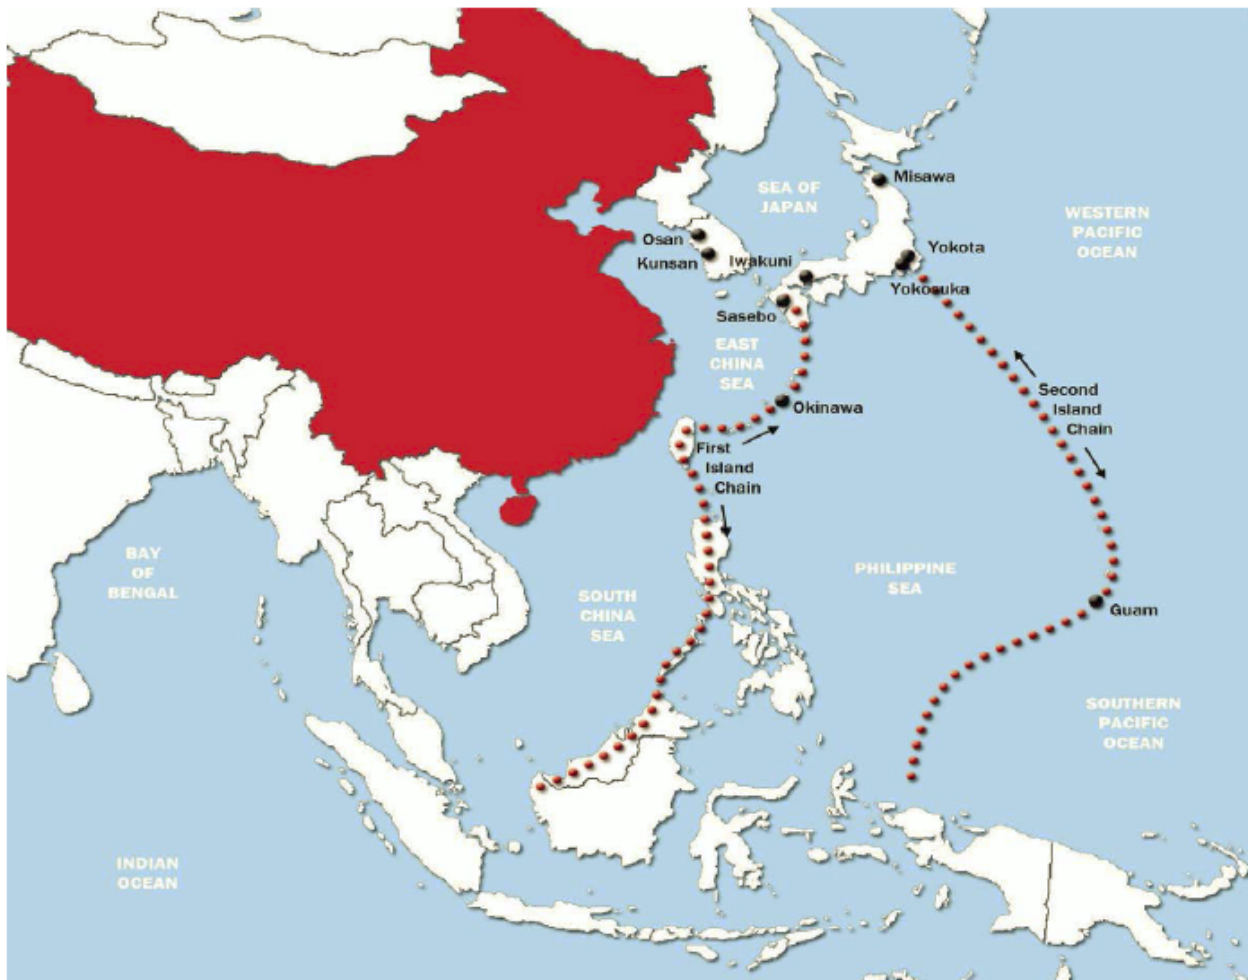 Misawa
SEA OF
JAPAN
WESTERN
PACIFIC
OCEAN
Osan
Yokota
Kunsan
Iwakuni
Yokosuka
Sasebo
EAST
CHINA
SEA
Second
Island
Chain
Okinawa
First
Island
Chain
BAY
OF
BENGAL
PHILIPPINE
SEA
SOUTH
CHINA
SEA
Guam
SOUTHERN
PACIFIC
OCEAN
INDIAN
OCEAN